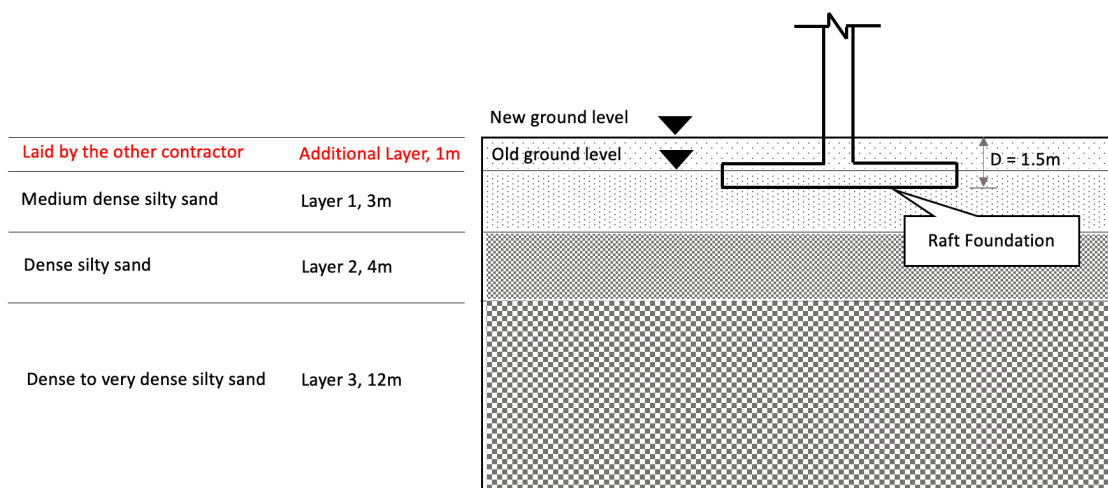 New ground level
Laid by the other contractor
Additional Layer, 1m
Old ground level
D = 1.5m
Medium dense silty sand
Layer 1, 3m
Raft Foundation
Dense silty sand
Layer 2, 4m
Dense to very dense silty sand
Layer 3, 12m